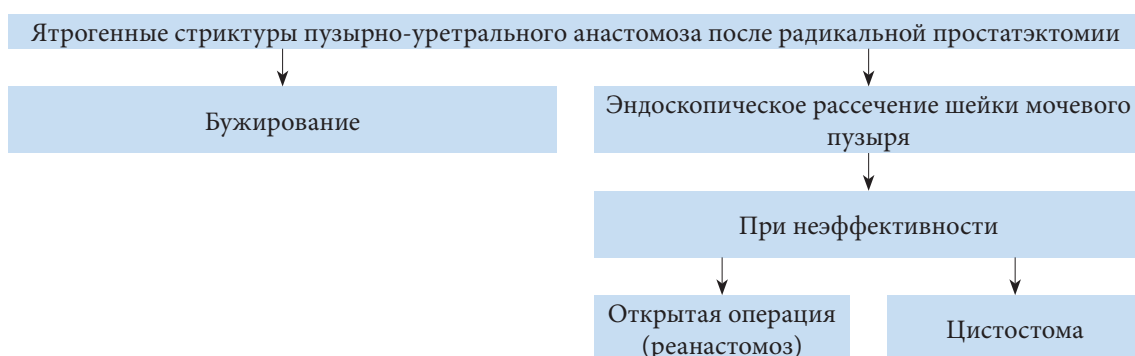 Ятрогенные стриктуры пузырно-уретрального анастомоза после радикальной простатэктомии
Бужирование
Эндоскопическое рассечение шейки мочевого
пузыря
При неэффективности
Открытая операция
(реанастомоз)
Цистостома